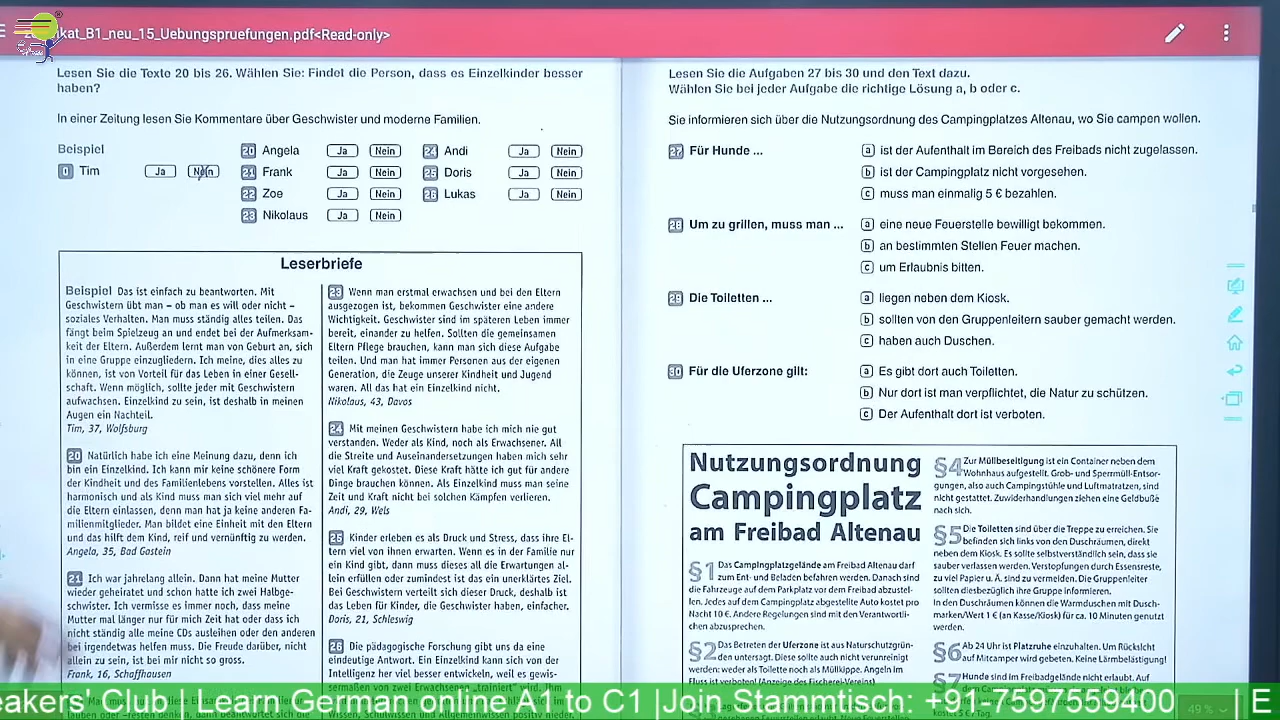 kat_B1_neu_15_Uebungspruefungen.pdf<Read-only>
Lesen Sie die Texte 20 bis 26. Wählen Sie: Findet die Person, dass es Einzelkinder besser
haben?
In einer Zeitung lesen Sie Kommentare über Geschwister und moderne Familien.
Beispiel
20 Angela Ja Nein
24 Andi Ja Nein
0 Tim Ja Nein
21 Frank Ja Nein
25 Doris Ja Nein
22 Zoe Ja Nein
26 Lukas Ja Nein
23 Nikolaus Ja Nein
Leserbriefe
Beispiel Das ist einfach zu beantworten. Mit
Geschwistern übt man – ob man es will oder nicht –
soziales Verhalten. Man muss ständig alles teilen. Das
fängt beim Spielzeug an und endet bei der Aufmerksam-
keit der Eltern. Außerdem lernt man von Geburt an, sich
in eine Gruppe einzugliedern. Ich meine, dies alles zu
können, ist von Vorteil für das Leben in einer Gesell-
schaft. Wenn möglich, sollte jeder mit Geschwistern
aufwachsen. Einzelkind zu sein, ist deshalb in meinen
Augen ein Nachteil.
Tim, 37, Wolfsburg
20 Natürlich habe ich eine Meinung dazu, denn ich
bin ein Einzelkind. Ich kann mir keine schönere Form
der Kindheit und des Familienlebens vorstellen. Alles ist
harmonisch und als Kind muss man sich viel mehr auf
die Eltern einlassen, denn man hat ja keine anderen Fa-
milienmitglieder. Man bildet eine Einheit mit den Eltern
und das hilft dem Kind, reif und vernünftig zu werden.
Angela, 35, Bad Gastein
21 Ich war jahrelang allein. Dann hat meine Mutter
wieder geheiratet und schon hatte ich zwei Halbge-
schwister. Ich vermisse es immer noch, dass meine
Mutter mal länger nur für mich Zeit hat oder dass ich
nicht ständig alle meine CDs ausleihen oder den anderen
bei irgendetwas helfen muss. Die Freude darüber, nicht
allein zu sein, ist bei mir nicht so gross.
Frank, 16, Schaffhausen
23 Wenn man erstmal erwachsen und bei den Eltern
ausgezogen ist, bekommen Geschwister eine andere
Wichtigkeit. Geschwister sind im späteren Leben immer
bereit, einander zu helfen. Sollten die gemeinsamen
Eltern Pflege brauchen, kann man sich diese Aufgabe
teilen. Und man hat immer Personen aus der eigenen
Generation, die Zeuge unserer Kindheit und Jugend
waren. All das hat ein Einzelkind nicht.
Nikolaus, 43, Davos
24 Mit meinen Geschwistern habe ich mich nie gut
verstanden. Weder als Kind, noch als Erwachsener. All
die Streite und Auseinandersetzungen haben mich sehr
viel Kraft gekostet. Diese Kraft hätte ich gut für andere
Dinge brauchen können. Als Einzelkind muss man seine
Zeit und Kraft nicht bei solchen Kämpfen verlieren.
Andi, 29, Wels
25 Kinder erleben es als Druck und Stress, dass ihre El-
tern viel von ihnen erwarten. Wenn es in der Familie nur
ein Kind gibt, dann muss dieses all die Erwartungen al-
lein erfüllen oder zumindest ist das ein unerklärtes Ziel.
Bei Geschwistern verteilt sich dieser Druck, deshalb ist
das Leben für Kinder, die Geschwister haben, einfacher.
Doris, 21, Schleswig
26 Die pädagogische Forschung gibt uns da eine
eindeutige Antwort. Ein Einzelkind kann sich von der
Intelligenz her viel besser entwickeln, weil es gewis-
sermaßen von zwei Erwachsenen „trainiert" wird. Ihm
Lesen Sie die Aufgaben 27 bis 30 und den Text dazu.
Wählen Sie bei jeder Aufgabe die richtige Lösung a, b oder c.
Sie informieren sich über die Nutzungsordnung des Campingplatzes Altenau, wo Sie campen wollen.
27 Für Hunde ...
a ist der Aufenthalt im Bereich des Freibads nicht zugelassen.
b ist der Campingplatz nicht vorgesehen.
c muss man einmalig 5 € bezahlen.
28 Um zu grillen, muss man ...
a eine neue Feuerstelle bewilligt bekommen.
b an bestimmten Stellen Feuer machen.
c um Erlaubnis bitten.
29 Die Toiletten ...
a liegen neben dem Kiosk.
b sollten von den Gruppenleitern sauber gemacht werden.
c haben auch Duschen.
30 Für die Uferzone gilt:
a Es gibt dort auch Toiletten.
b Nur dort ist man verpflichtet, die Natur zu schützen.
c Der Aufenthalt dort ist verboten.
Nutzungsordnung
Campingplatz
am Freibad Altenau
§1 Das Campingplatzgelände am Freibad Altenau darf
zum Ent- und Beladen befahren werden. Danach sind
die Fahrzeuge auf dem Parkplatz vor dem Freibad abzustel-
len. Jedes auf dem Campingplatz abgestellte Auto kostet pro
Nacht 10 €. Andere Regelungen sind mit den Verantwortli-
chen abzusprechen.
§2 Das Betreten der Uferzone ist aus Naturschutzgrün-
den untersagt. Diese sollte auch nicht verunreinigt
werden: weder als Toilette noch als Müllkippe. Angeln im
Fluss ist verboten! (Anzeige des Fischerei-Vereins)
§4 Zur Müllbeseitigung ist ein Container neben dem
Wohnhaus aufgestellt. Grob- und Sperrmüll-Entsor-
gungen, also auch Campingstühle und Luftmatratzen, sind
nicht gestattet. Zuwiderhandlungen ziehen eine Geldbuße
nach sich.
§5 Die Toiletten sind über die Treppe zu erreichen. Sie
befinden sich links von den Duschräumen, direkt
neben dem Kiosk. Es sollte selbstverständlich sein, dass sie
sauber verlassen werden. Verstopfungen durch Essensreste,
zu viel Papier u. Ä. sind zu vermeiden. Die Gruppenleiter
sollten diesbezüglich ihre Gruppe informieren.
In den Duschräumen können die Warmduschen mit Dusch-
marken/Wert 1 € (an Kasse/Kiosk) für ca. 10 Minuten genutzt
werden.
§6 Ab 24 Uhr ist Platzruhe einzuhalten. Um Rücksicht
auf Mitcamper wird gebeten. Keine Lärmbelästigung!
§7 Hunde sind im Freibadgelände nicht erlaubt. Auf
eakers' Club - Learn German online A1 to C1 |Join Stammtisch: +917597559400 | E
49 %